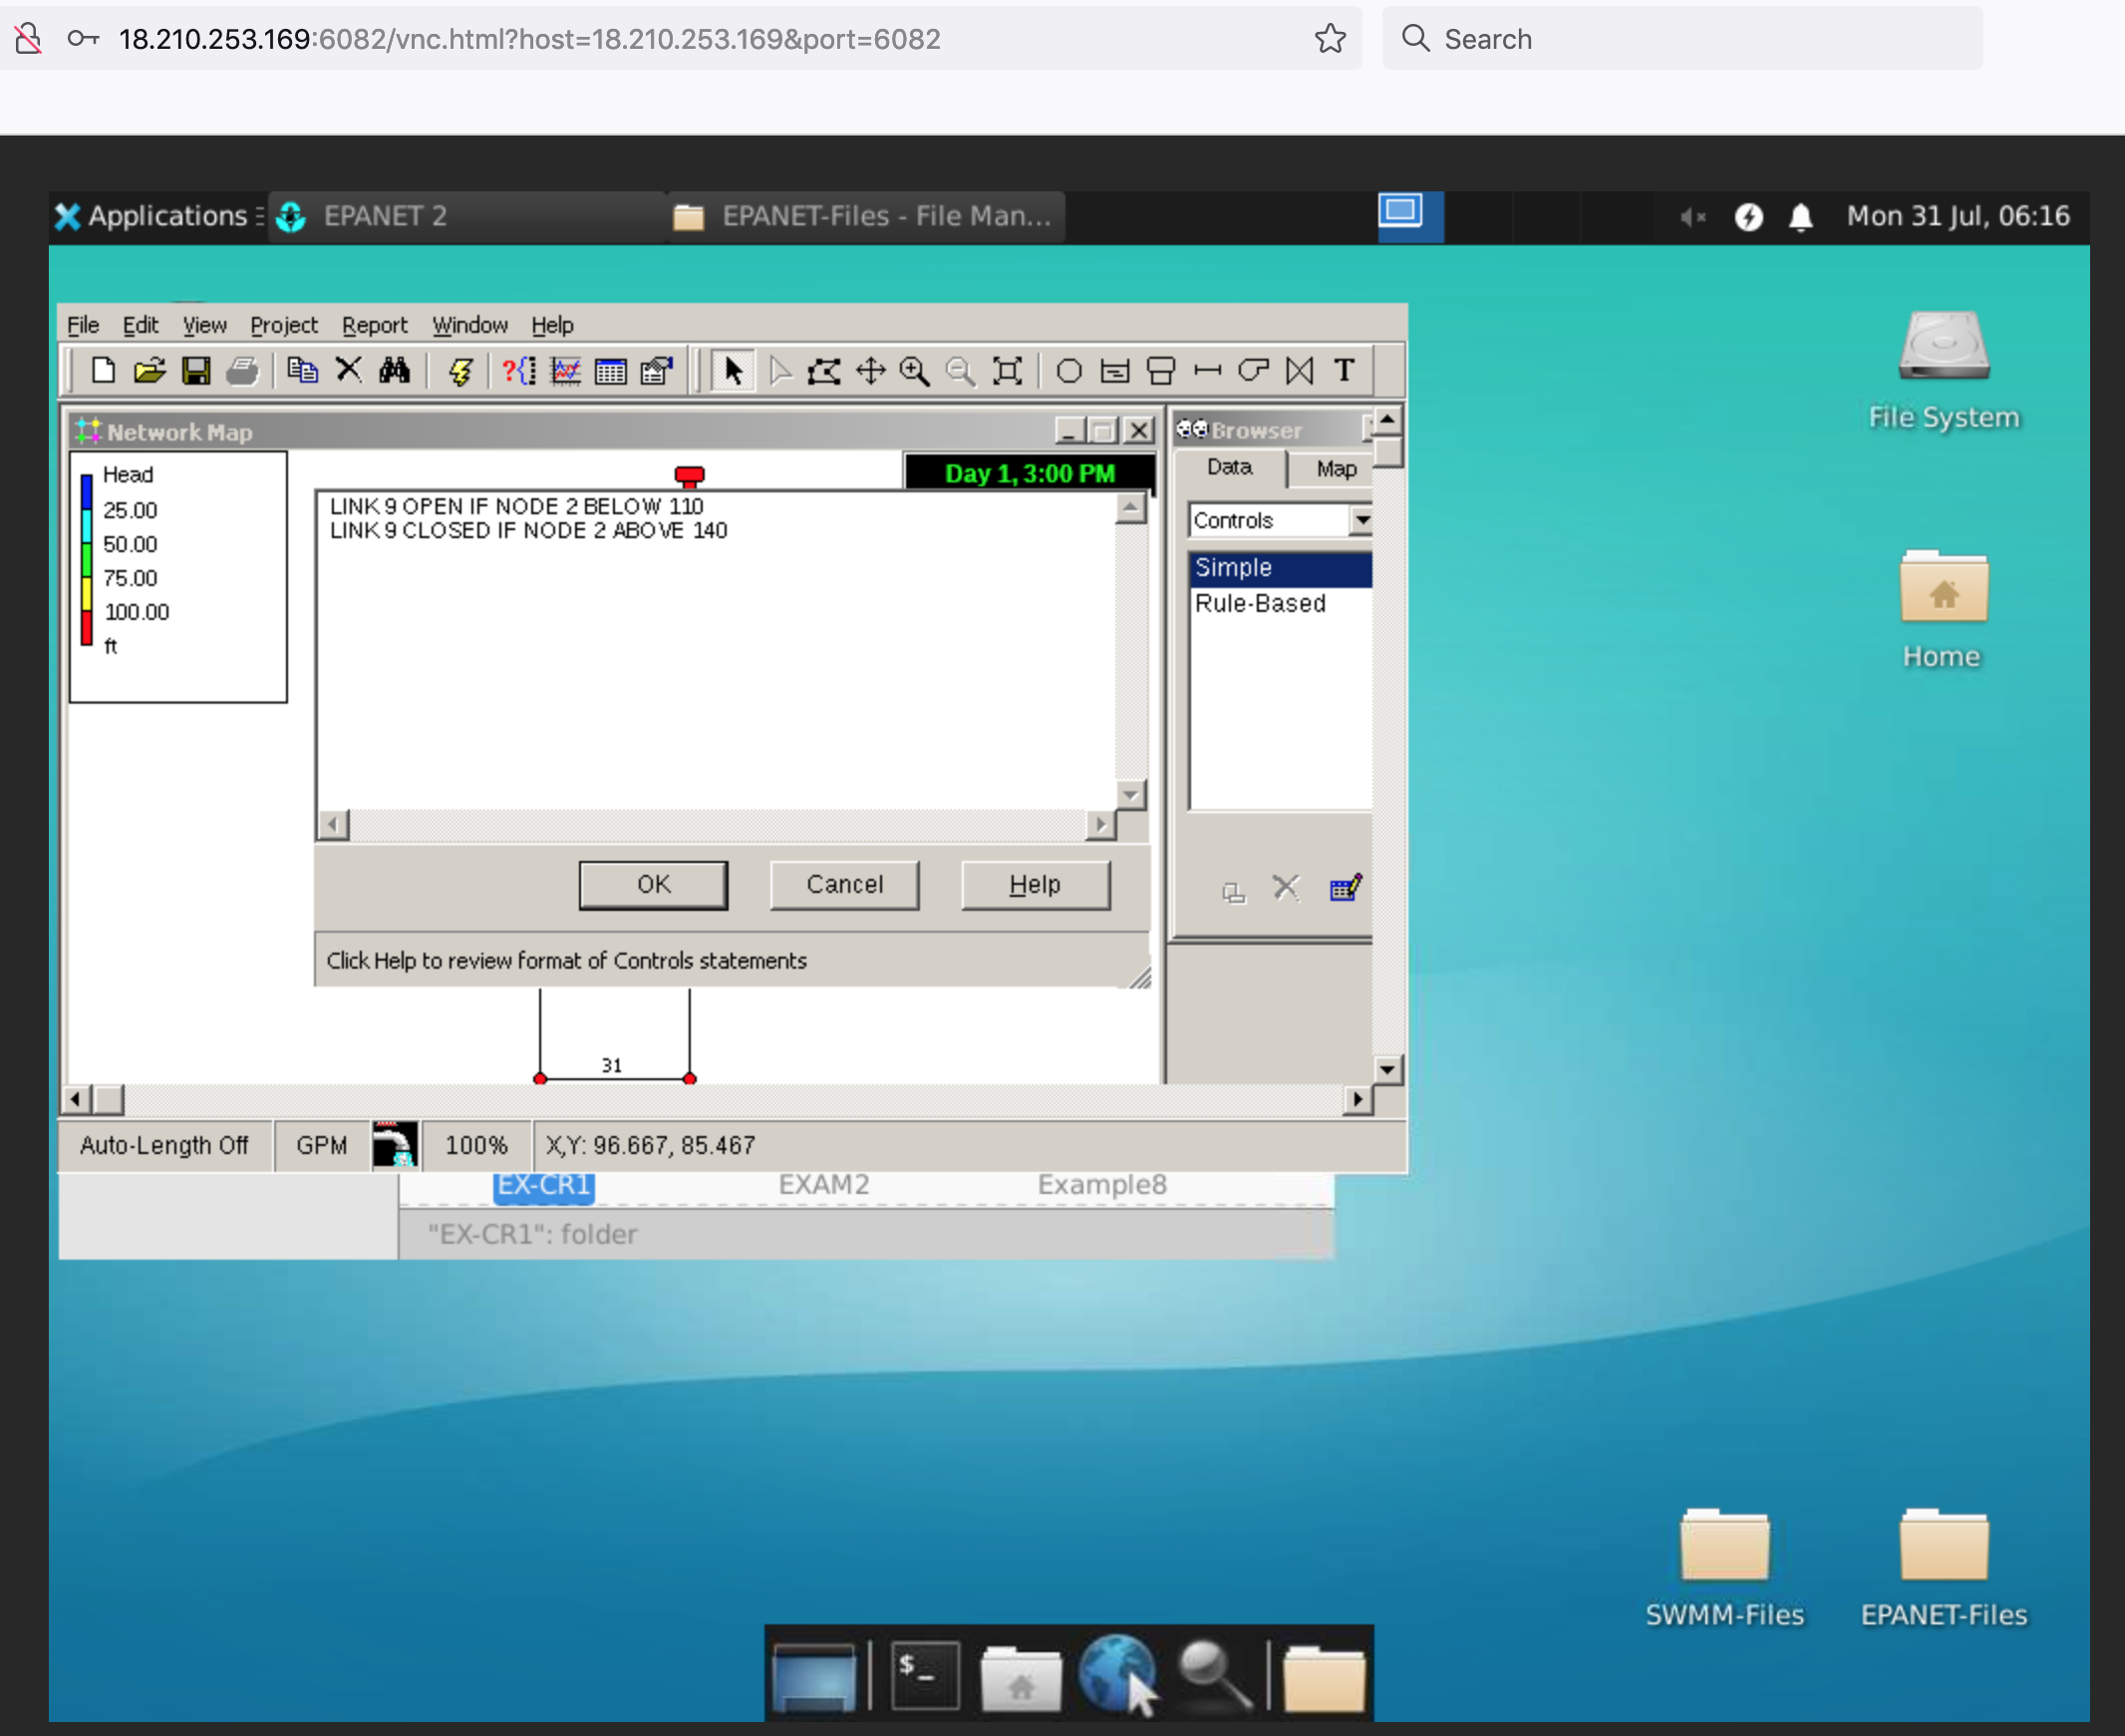 18.210.253.169:6082/vnc.html?host=18.210.253.169&port=6082
Search
Applications
EPANET 2
EPANET-Files - File Man...
Mon 31 Jul, 06:16
File Edit View Project Report Window Help
Network Map
Browser
Head
25.00
50.00
75.00
100.00
ft
Day 1, 3:00 PM
Data
Map
LINK 9 OPEN IF NODE 2 BELOW 110
LINK 9 CLOSED IF NODE 2 ABOVE 140
Controls
Simple
Rule-Based
OK
Cancel
Help
Click Help to review format of Controls statements
31
Auto-Length Off
GPM
100%
X,Y: 96.667, 85.467
EX-CR1
EXAM2
Example8
"EX-CR1": folder
File System
Home
SWMM-Files
EPANET-Files